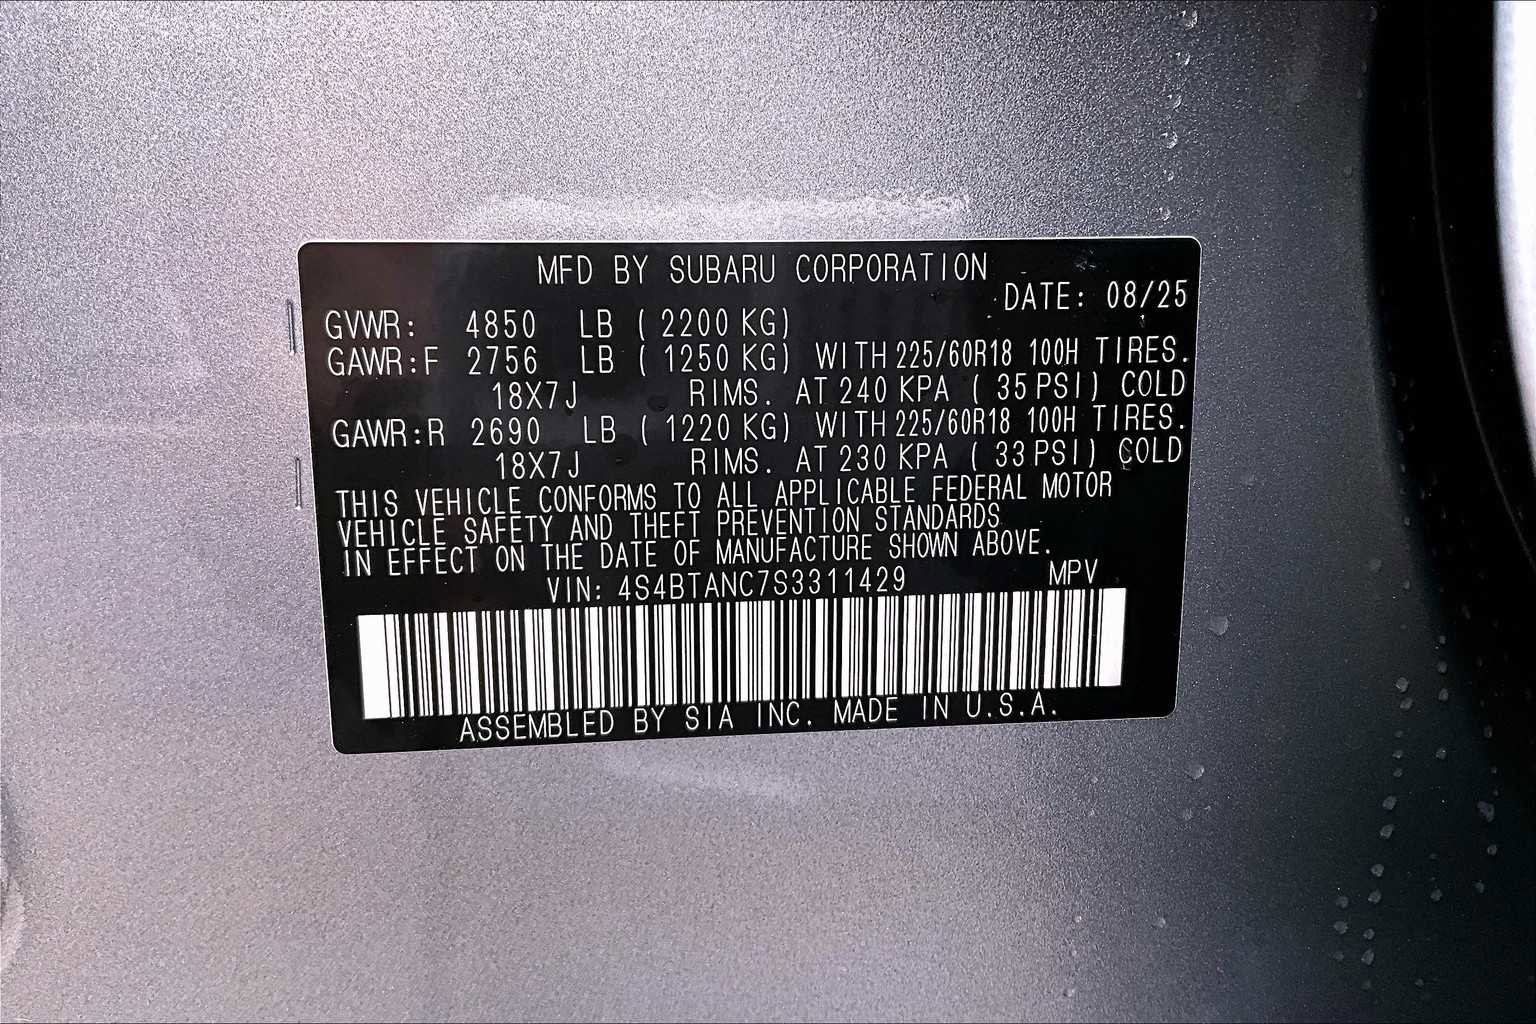 MFD BY SUBARU CORPORATION
DATE: 08/25
GVWR: 4850 LB ( 2200 KG)
GAWR:F 2756 LB ( 1250 KG) WITH 225/60R18 100H TIRES.
18X7J RIMS. AT 240 KPA ( 35 PSI) COLD
GAWR:R 2690 LB ( 1220 KG) WITH 225/60R18 100H TIRES.
18X7J RIMS. AT 230 KPA ( 33 PSI) COLD
THIS VEHICLE CONFORMS TO ALL APPLICABLE FEDERAL MOTOR
VEHICLE SAFETY AND THEFT PREVENTION STANDARDS
IN EFFECT ON THE DATE OF MANUFACTURE SHOWN ABOVE.
VIN: 4S4BTANC7S3311429 MPV
ASSEMBLED BY SIA INC. MADE IN U.S.A.